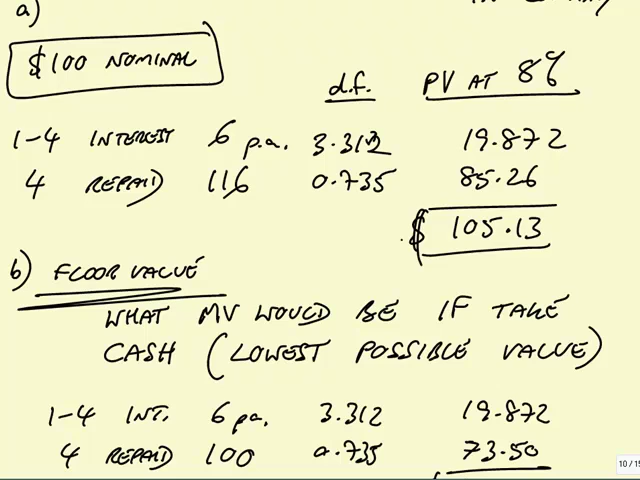 a)
$100 NOMINAL
d.f. PV AT 8%
1-4 INTEREST 6 p.a. 3.312 19.872
4 REPAID 116 0.735 85.26
$ 105.13
b) FLOOR VALUE
WHAT MV WOULD BE IF TAKE
CASH (LOWEST POSSIBLE VALUE)
1-4 INT. 6 pa. 3.312 19.872
4 REPAID 100 0.735 73.50
10 / 15